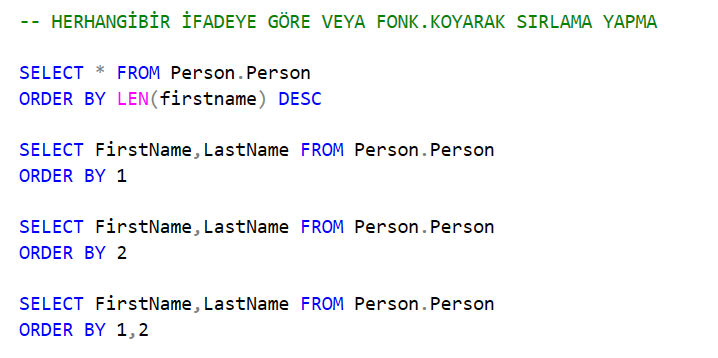 -- HERHANGİBİR İFADEYE GÖRE VEYA FONK.KOYARAK SIRLAMA YAPMA
SELECT * FROM Person.Person
ORDER BY LEN(firstname) DESC
SELECT FirstName,LastName FROM Person.Person
ORDER BY 1
SELECT FirstName,LastName FROM Person.Person
ORDER BY 2
SELECT FirstName,LastName FROM Person.Person
ORDER BY 1,2